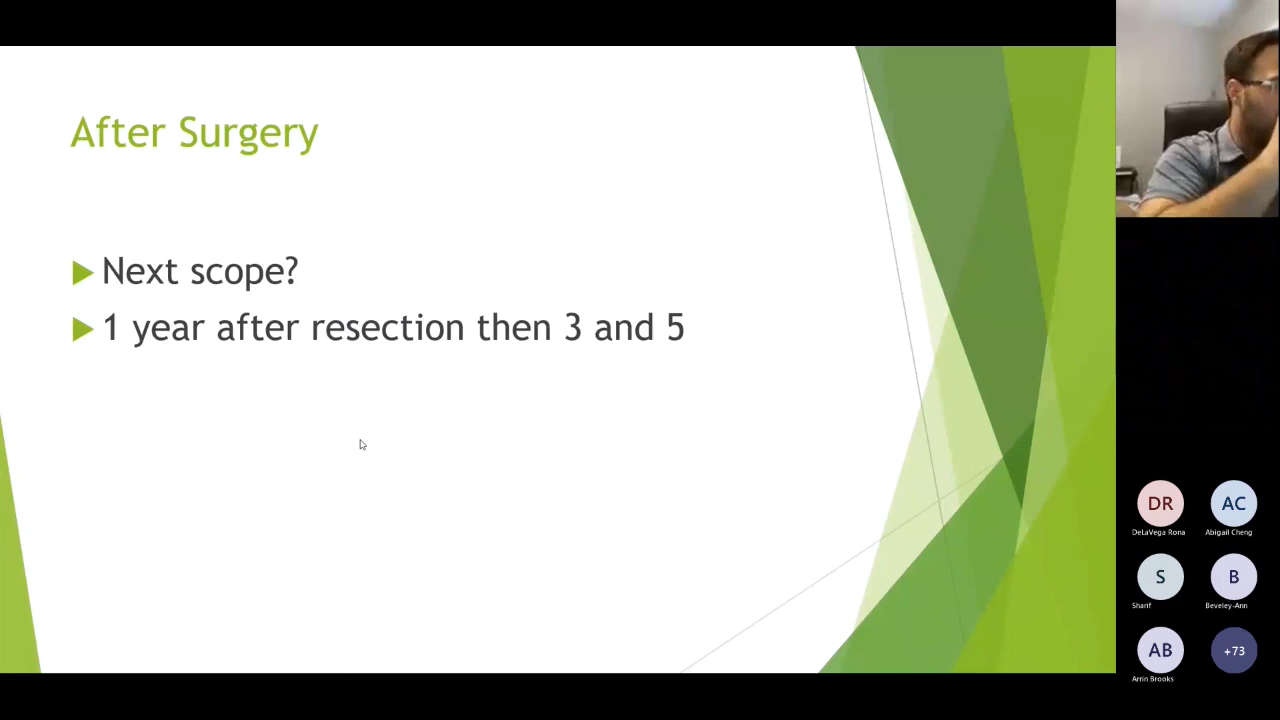 After Surgery
Next scope?
1 year after resection then 3 and 5
DR
AC
DeLaVega Rona
Abigail Cheng
S
B
Sharif
Beveley-Ann
AB
+73
Arrin Brooks